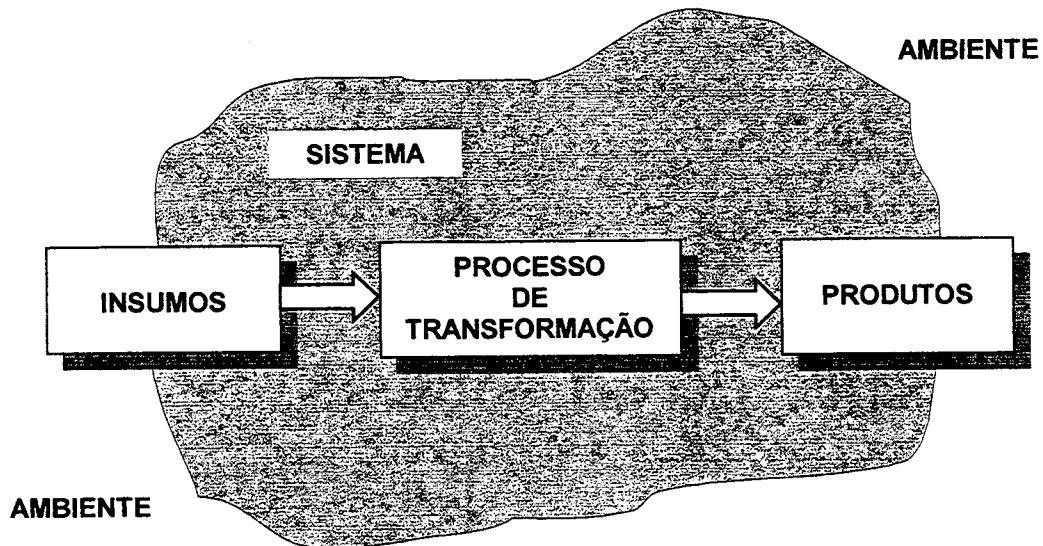 AMBIENTE
SISTEMA
INSUMOS
PROCESSO
DE
TRANSFORMAÇÃO
PRODUTOS
AMBIENTE